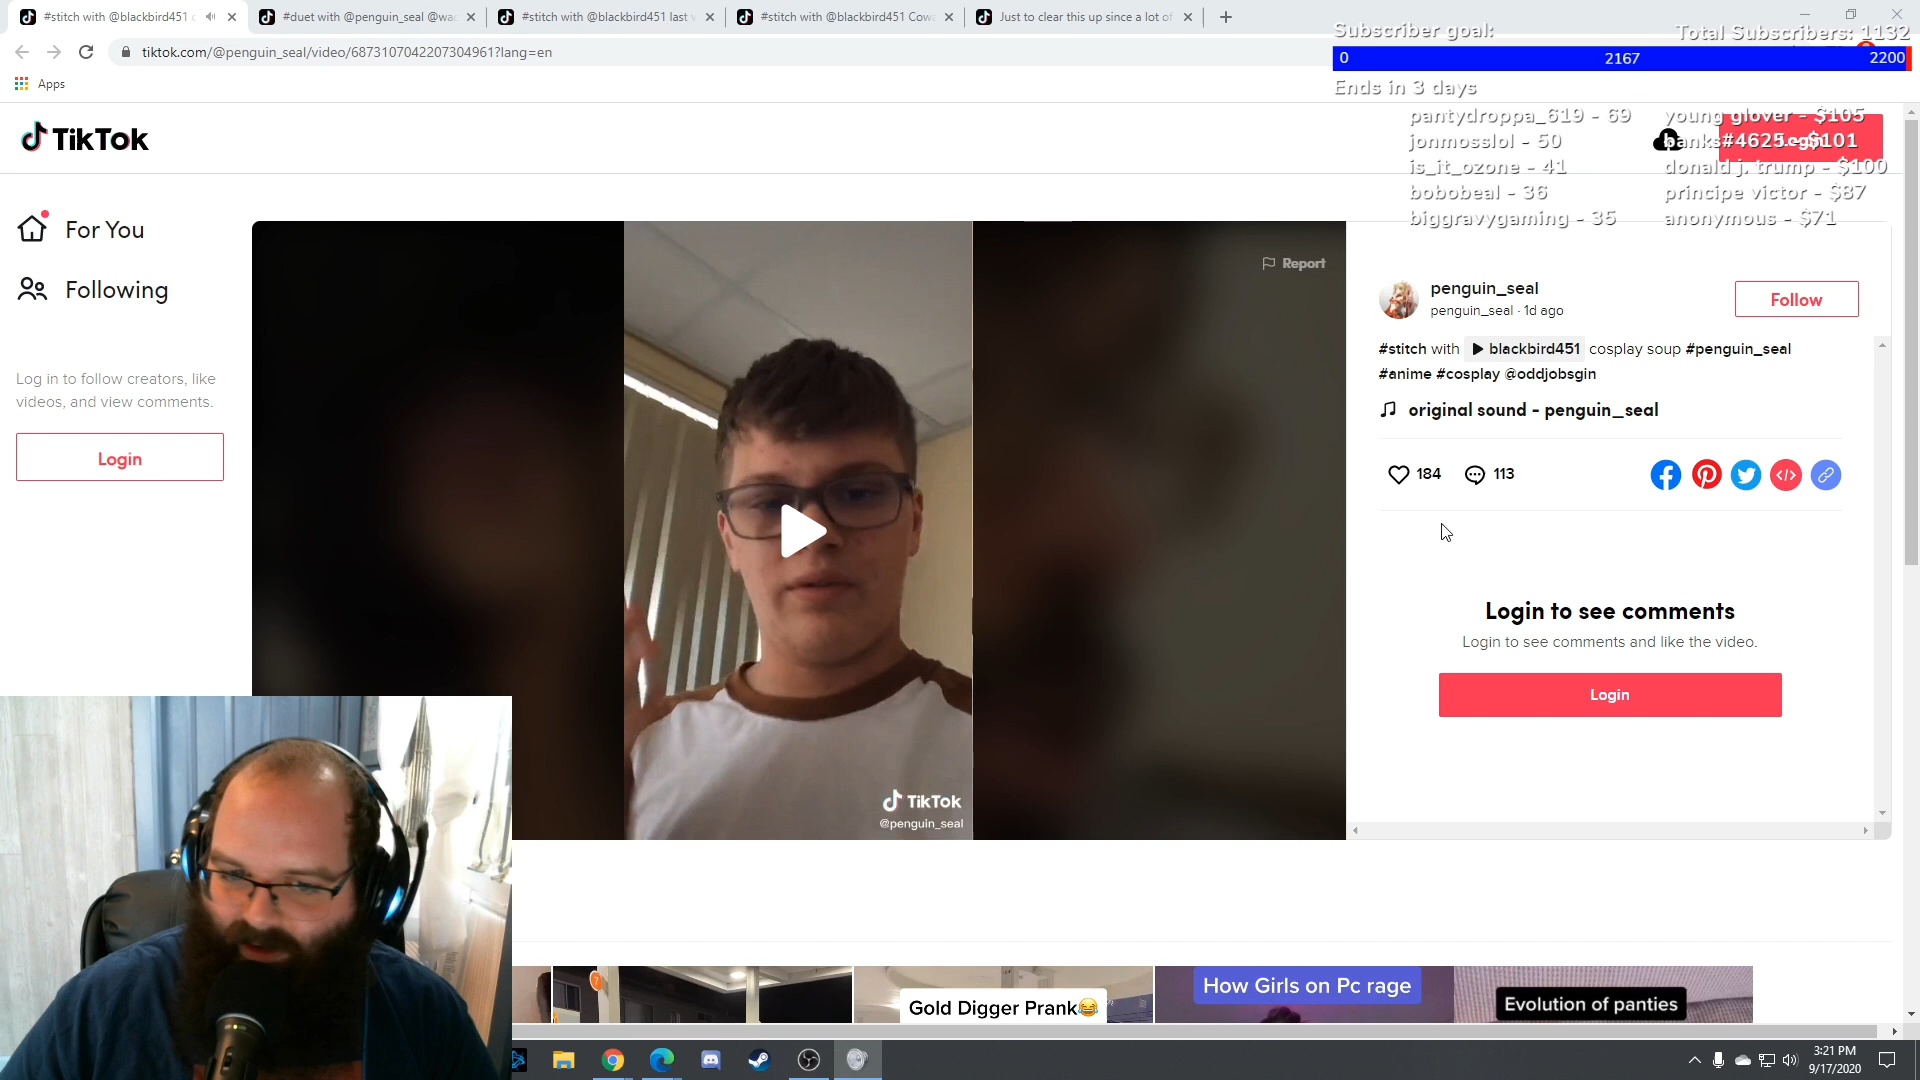 #stitch with @blackbird451 c
#duet with @penguin_seal @wac
#stitch with @blackbird451 last v
#stitch with @blackbird451 Cowa
Just to clear this up since a lot of
tiktok.com/@penguin_seal/video/6873107042207304961?lang=en
Apps
Subscriber goal:
Total Subscribers: 1132
0
2167
2200
Ends in 3 days
pantydroppa_619 - 69
jonmosslol - 50
is_it_ozone - 41
bobobeal - 36
biggravygaming - 35
young glover - $105
banks#4625 - $101
donald j. trump - $100
principe victor - $87
anonymous - $71
TikTok
Login
For You
Following
Log in to follow creators, like
videos, and view comments.
Login
Report
TikTok
@penguin_seal
penguin_seal
penguin_seal · 1d ago
Follow
#stitch with blackbird451 cosplay soup #penguin_seal
#anime #cosplay @oddjobsgin
original sound - penguin_seal
184
113
Login to see comments
Login to see comments and like the video.
Login
Gold Digger Prank😂
How Girls on Pc rage
Evolution of panties
3:21 PM
9/17/2020